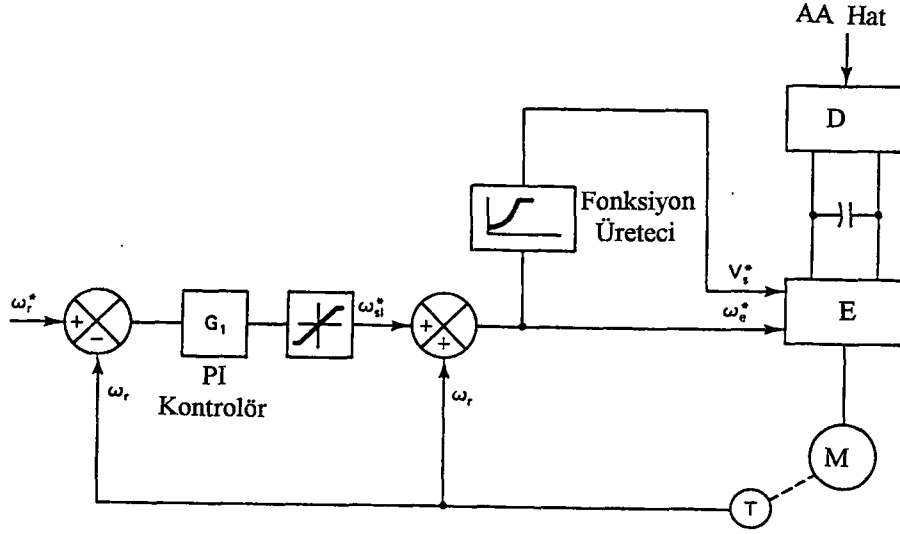 AA Hat
D
Fonksiyon
Üreteci
V*s
ω*r
+
−
G1
ω*sl
+
+
ω*e
E
PI
Kontrolör
ωr
ωr
M
T